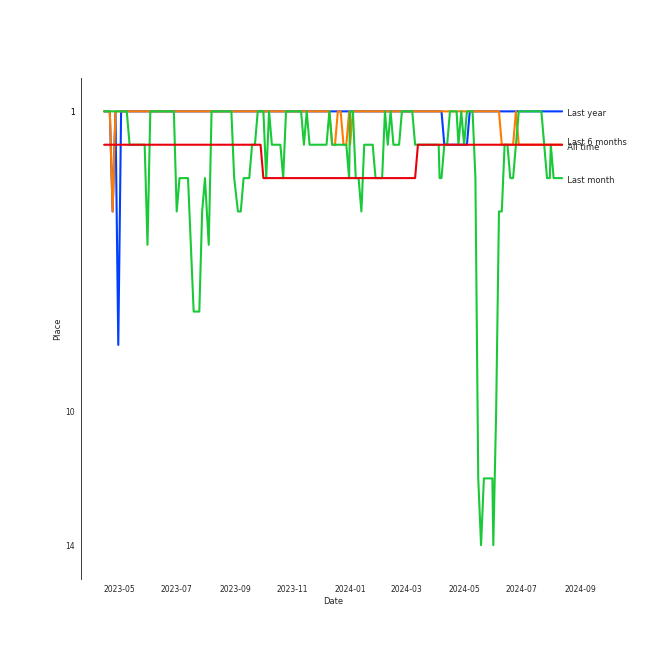 1
Last year
Last 6 months
All time
Last month
Place
10
14
2023-05 2023-07 2023-09 2023-11 2024-01 2024-03 2024-05 2024-07 2024-09
Date